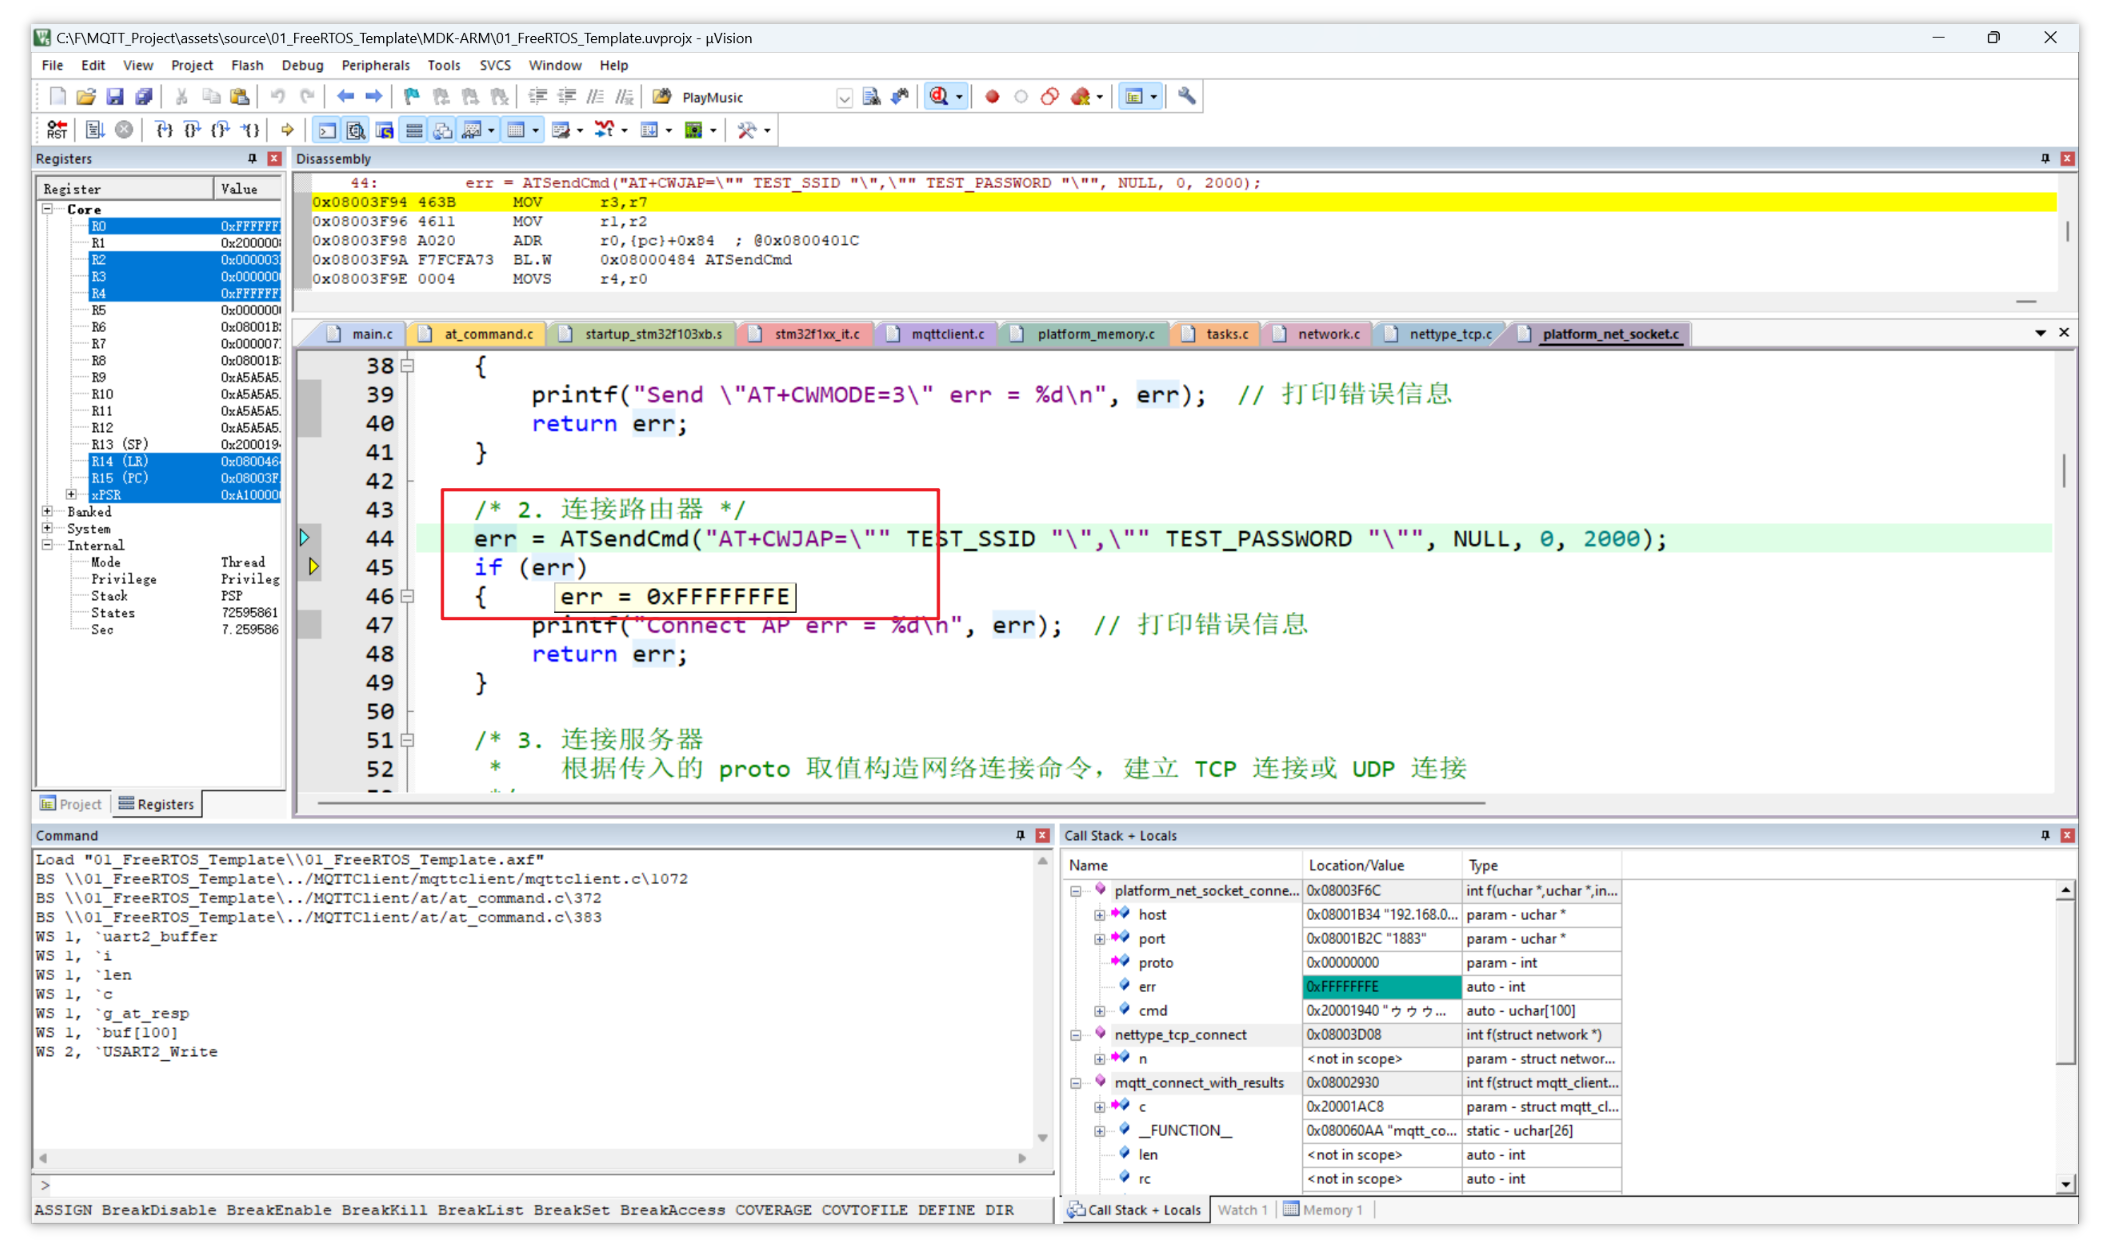 C:\F\MQTT_Project\assets\source\01_FreeRTOS_Template\MDK-ARM\01_FreeRTOS_Template.uvprojx - µVision
File Edit View Project Flash Debug Peripherals Tools SVCS Window Help
PlayMusic
Registers
Register Value
Core
R0 0xFFFFFF
R1 0x200000
R2 0x000003
R3 0x000000
R4 0xFFFFFF
R5 0x000000
R6 0x08001B
R7 0x000007
R8 0x08001B
R9 0xA5A5A5
R10 0xA5A5A5
R11 0xA5A5A5
R12 0xA5A5A5
R13 (SP) 0x200019
R14 (LR) 0x080046
R15 (PC) 0x08003F
xPSR 0xA10000
Banked
System
Internal
Mode Thread
Privilege Privileg
Stack PSP
States 72595861
Sec 7.259586
Project Registers
Disassembly
44: err = ATSendCmd("AT+CWJAP=\"" TEST_SSID "\",\"" TEST_PASSWORD "\"", NULL, 0, 2000);
0x08003F94 463B MOV r3,r7
0x08003F96 4611 MOV r1,r2
0x08003F98 A020 ADR r0,{pc}+0x84 ; @0x0800401C
0x08003F9A F7FCFA73 BL.W 0x08000484 ATSendCmd
0x08003F9E 0004 MOVS r4,r0
main.c at_command.c startup_stm32f103xb.s stm32f1xx_it.c mqttclient.c platform_memory.c tasks.c network.c nettype_tcp.c platform_net_socket.c
38 {
39 printf("Send \"AT+CWMODE=3\" err = %d\n", err); // 打印错误信息
40 return err;
41 }
42
43 /* 2. 连接路由器 */
44 err = ATSendCmd("AT+CWJAP=\"" TEST_SSID "\",\"" TEST_PASSWORD "\"", NULL, 0, 2000);
45 if (err)
46 { err = 0xFFFFFFFE
47 printf("Connect AP err = %d\n", err); // 打印错误信息
48 return err;
49 }
50
51 /* 3. 连接服务器
52 * 根据传入的 proto 取值构造网络连接命令，建立 TCP 连接或 UDP 连接
Command
Load "01_FreeRTOS_Template\\01_FreeRTOS_Template.axf"
BS \\01_FreeRTOS_Template\../MQTTClient/mqttclient/mqttclient.c\1072
BS \\01_FreeRTOS_Template\../MQTTClient/at/at_command.c\372
BS \\01_FreeRTOS_Template\../MQTTClient/at/at_command.c\383
WS 1, `uart2_buffer
WS 1, `i
WS 1, `len
WS 1, `c
WS 1, `g_at_resp
WS 1, `buf[100]
WS 2, `USART2_Write
>
ASSIGN BreakDisable BreakEnable BreakKill BreakList BreakSet BreakAccess COVERAGE COVTOFILE DEFINE DIR
Call Stack + Locals
Name Location/Value Type
platform_net_socket_conne... 0x08003F6C int f(uchar *,uchar *,in...
host 0x08001B34 "192.168.0... param - uchar *
port 0x08001B2C "1883" param - uchar *
proto 0x00000000 param - int
err 0xFFFFFFFE auto - int
cmd 0x20001940 "ゥゥゥ... auto - uchar[100]
nettype_tcp_connect 0x08003D08 int f(struct network *)
n <not in scope> param - struct networ...
mqtt_connect_with_results 0x08002930 int f(struct mqtt_client...
c 0x20001AC8 param - struct mqtt_cl...
__FUNCTION__ 0x080060AA "mqtt_co... static - uchar[26]
len <not in scope> auto - int
rc <not in scope> auto - int
Call Stack + Locals Watch 1 Memory 1